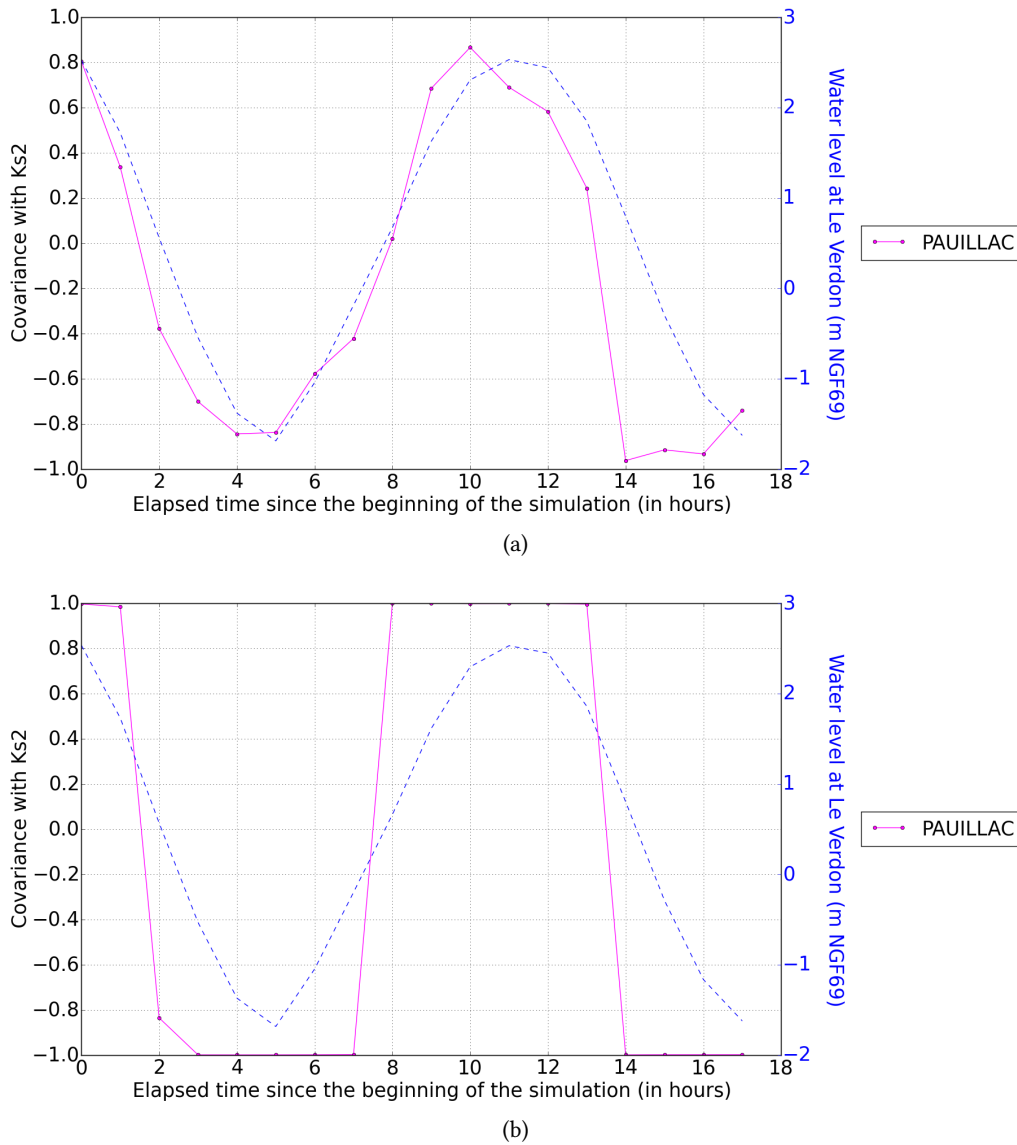 1.0
0.8
0.6
0.4
0.2
0.0
−0.2
−0.4
−0.6
−0.8
−1.0
Covariance with Ks2
0 2 4 6 8 10 12 14 16 18
Elapsed time since the beginning of the simulation (in hours)
3
2
1
0
−1
−2
Water level at Le Verdon (m NGF69)
PAUILLAC
(a)
1.0
0.8
0.6
0.4
0.2
0.0
−0.2
−0.4
−0.6
−0.8
−1.0
Covariance with Ks2
0 2 4 6 8 10 12 14 16 18
Elapsed time since the beginning of the simulation (in hours)
3
2
1
0
−1
−2
Water level at Le Verdon (m NGF69)
PAUILLAC
(b)